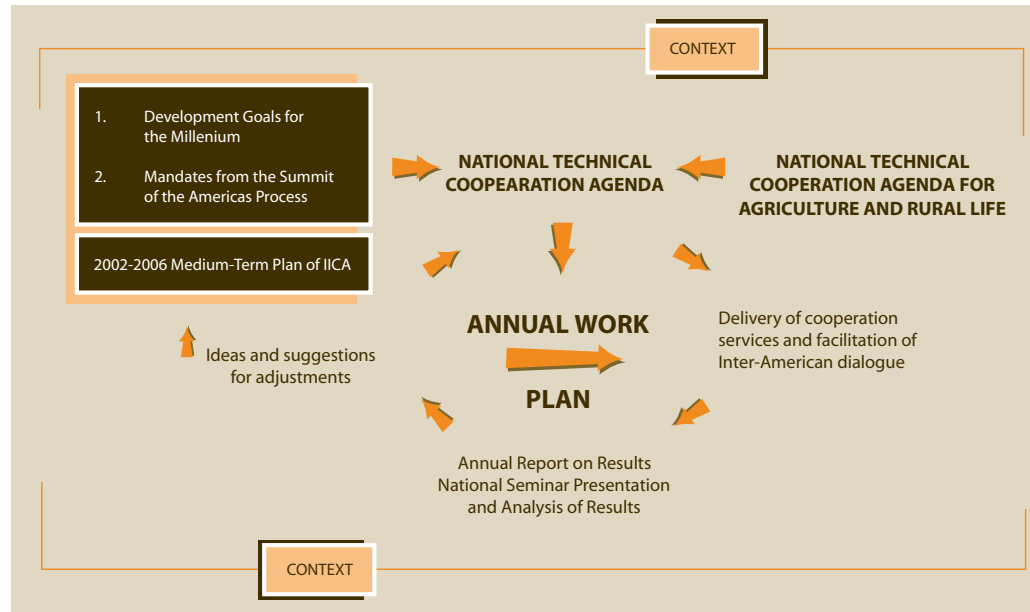 CONTEXT
1. Development Goals for
the Millenium
2. Mandates from the Summit
of the Americas Process
2002-2006 Medium-Term Plan of IICA
NATIONAL TECHNICAL
COOPEARATION AGENDA
NATIONAL TECHNICAL
COOPERATION AGENDA FOR
AGRICULTURE AND RURAL LIFE
Ideas and suggestions
for adjustments
ANNUAL WORK
PLAN
Delivery of cooperation
services and facilitation of
Inter-American dialogue
Annual Report on Results
National Seminar Presentation
and Analysis of Results
CONTEXT